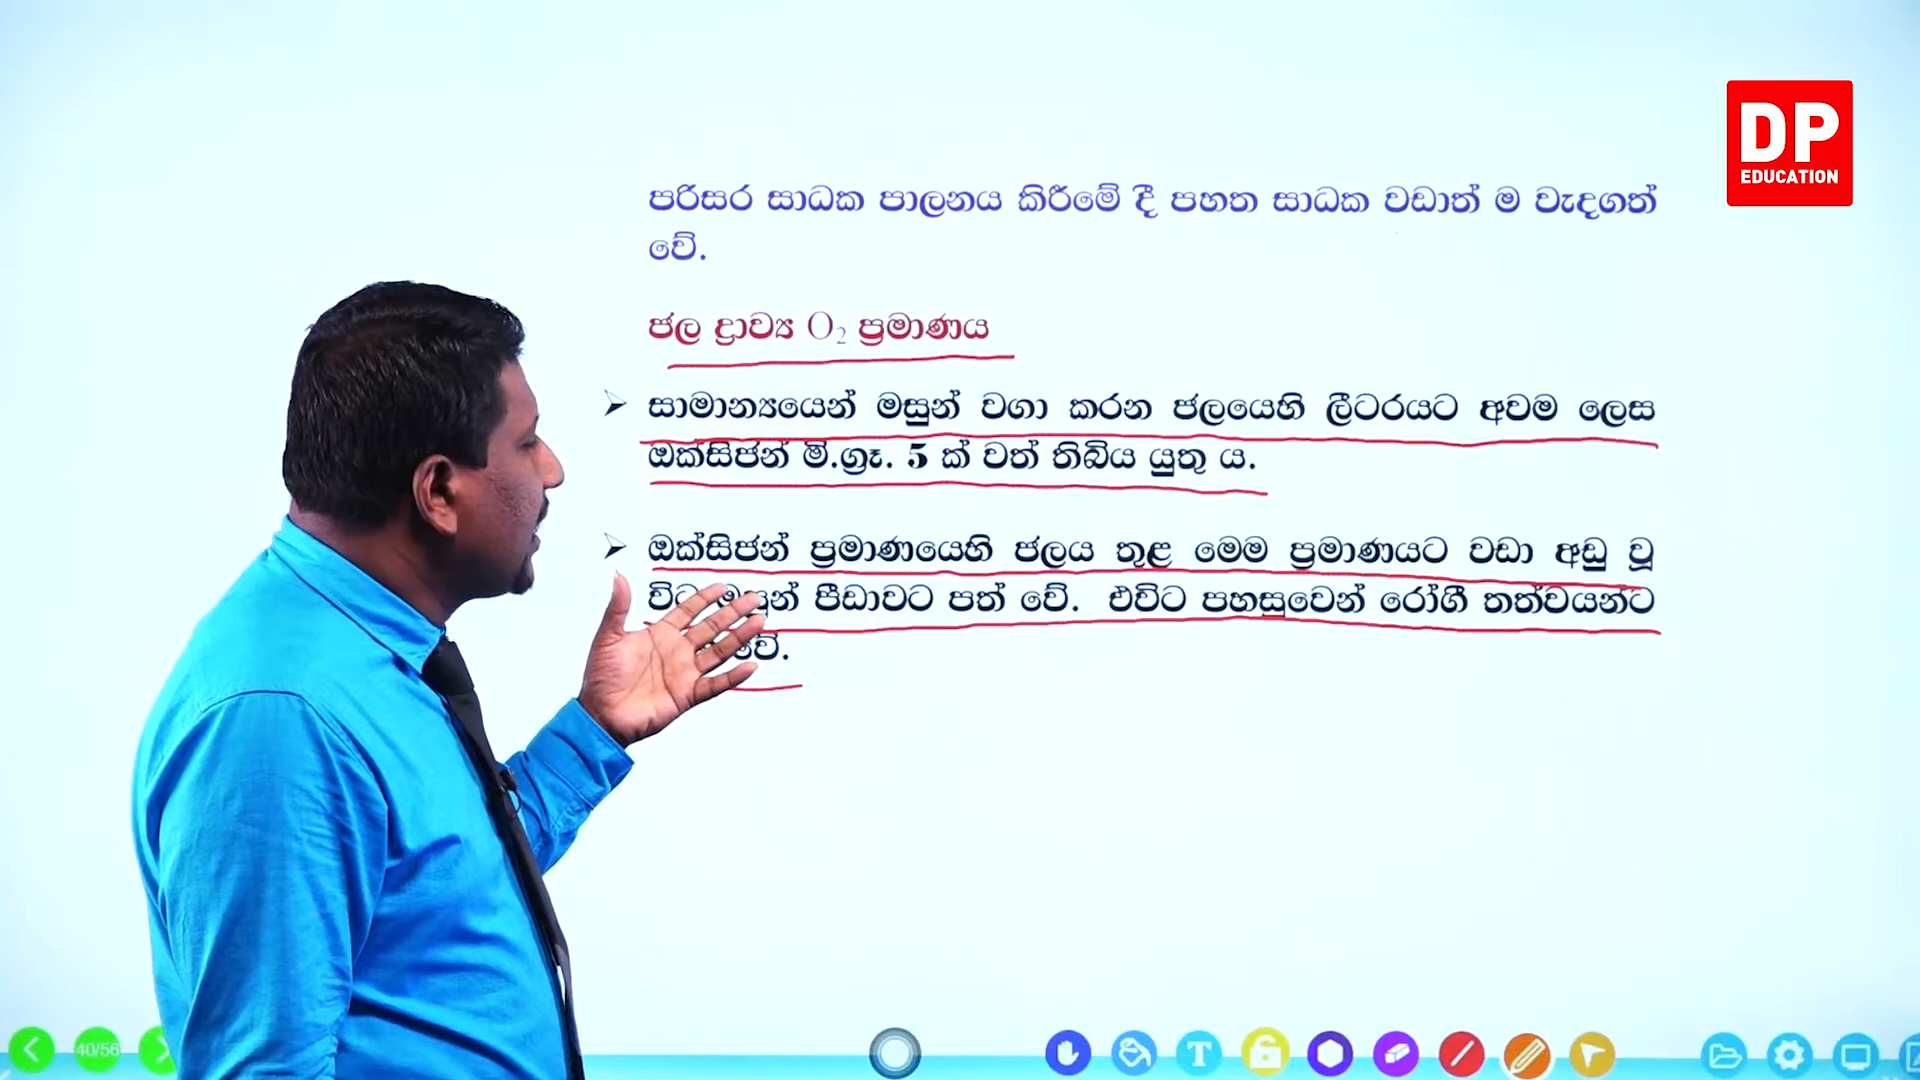 DP
EDUCATION
පරිසර සාධක පාලනය කිරීමේ දී පහත සාධක වඩාත් ම වැදගත්
වේ.
ජල ද්‍රාව්‍ය O₂ ප්‍රමාණය
සාමාන්‍යයෙන් මසුන් වගා කරන ජලයෙහි ලීටරයට අවම ලෙස
ඔක්සිජන් මි.ග්‍රෑ. 5 ක් වත් තිබිය යුතු ය.
ඔක්සිජන් ප්‍රමාණයෙහි ජලය තුළ මෙම ප්‍රමාණයට වඩා අඩු වූ
විට මසුන් පීඩාවට පත් වේ. එවිට පහසුවෙන් රෝගී තත්වයන්ට
වේ.
40/56